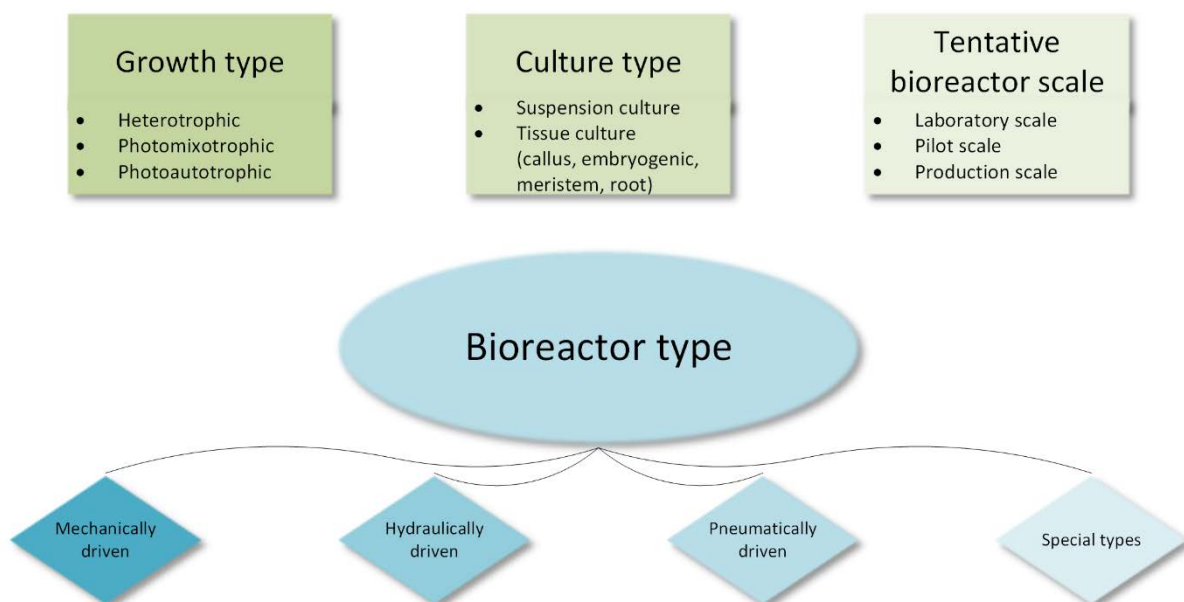 Growth type
• Heterotrophic
• Photomixotrophic
• Photoautotrophic
Culture type
• Suspension culture
• Tissue culture
(callus, embryogenic,
meristem, root)
Tentative
bioreactor scale
• Laboratory scale
• Pilot scale
• Production scale
Bioreactor type
Mechanically
driven
Hydraulically
driven
Pneumatically
driven
Special types